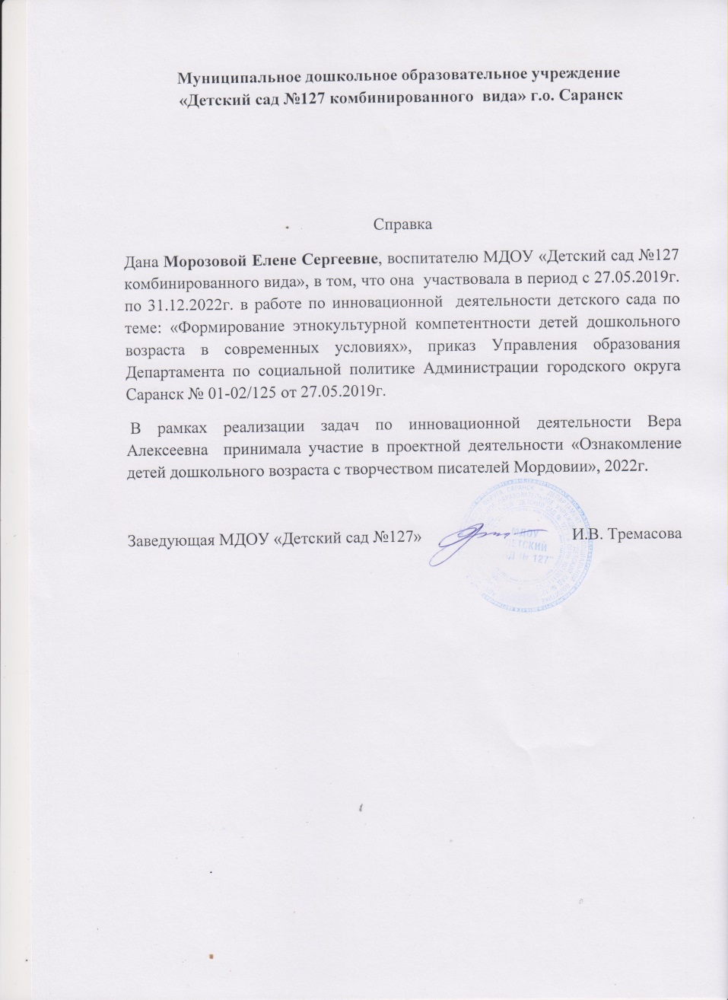 Муниципальное дошкольное образовательное учреждение
«Детский сад №127 комбинированного вида» г.о. Саранск
Справка
Дана Морозовой Елене Сергеевне, воспитателю МДОУ «Детский сад №127
комбинированного вида», в том, что она участвовала в период с 27.05.2019г.
по 31.12.2022г. в работе по инновационной деятельности детского сада по
теме: «Формирование этнокультурной компетентности детей дошкольного
возраста в современных условиях», приказ Управления образования
Департамента по социальной политике Администрации городского округа
Саранск № 01-02/125 от 27.05.2019г.
В рамках реализации задач по инновационной деятельности Вера
Алексеевна принимала участие в проектной деятельности «Ознакомление
детей дошкольного возраста с творчеством писателей Мордовии», 2022г.
Заведующая МДОУ «Детский сад №127» И.В. Тремасова
МДОУ
ДЕТСКИЙ
№ 127"